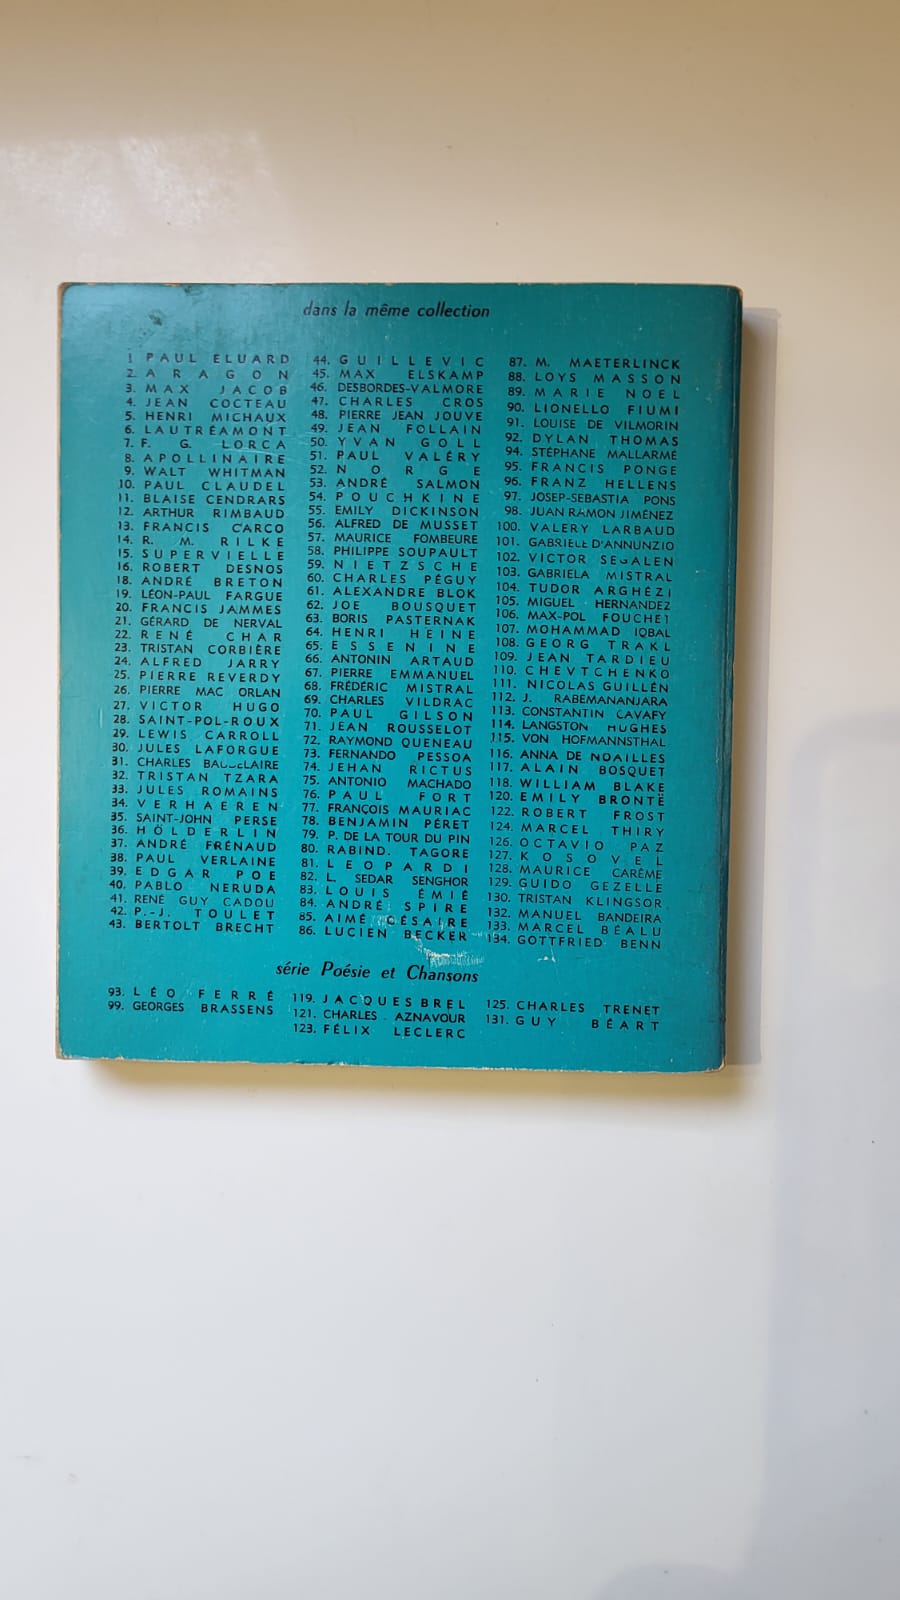 dans la même collection
1. PAUL ELUARD
2. ARAGON
3. MAX JACOB
4. JEAN COCTEAU
5. HENRI MICHAUX
6. LAUTRÉAMONT
7. F. G. LORCA
8. APOLLINAIRE
9. WALT WHITMAN
10. PAUL CLAUDEL
11. BLAISE CENDRARS
12. ARTHUR RIMBAUD
13. FRANCIS CARCO
14. R. M. RILKE
15. SUPERVIELLE
16. ROBERT DESNOS
18. ANDRÉ BRETON
19. LÉON-PAUL FARGUE
20. FRANCIS JAMMES
21. GÉRARD DE NERVAL
22. RENÉ CHAR
23. TRISTAN CORBIÈRE
24. ALFRED JARRY
25. PIERRE REVERDY
26. PIERRE MAC ORLAN
27. VICTOR HUGO
28. SAINT-POL-ROUX
29. LEWIS CARROLL
30. JULES LAFORGUE
31. CHARLES BAUDELAIRE
32. TRISTAN TZARA
33. JULES ROMAINS
34. VERHAEREN
35. SAINT-JOHN PERSE
36. HÖLDERLIN
37. ANDRÉ FRÉNAUD
38. PAUL VERLAINE
39. EDGAR POE
40. PABLO NERUDA
41. RENÉ GUY CADOU
42. P.-J. TOULET
43. BERTOLT BRECHT
44. GUILLEVIC
45. MAX ELSKAMP
46. DESBORDES-VALMORE
47. CHARLES CROS
48. PIERRE JEAN JOUVE
49. JEAN FOLLAIN
50. YVAN GOLL
51. PAUL VALÉRY
52. NORGE
53. ANDRÉ SALMON
54. POUCHKINE
55. EMILY DICKINSON
56. ALFRED DE MUSSET
57. MAURICE FOMBEURE
58. PHILIPPE SOUPAULT
59. NIETZSCHE
60. CHARLES PÉGUY
61. ALEXANDRE BLOK
62. JOE BOUSQUET
63. BORIS PASTERNAK
64. HENRI HEINE
65. ESSENINE
66. ANTONIN ARTAUD
67. PIERRE EMMANUEL
68. FRÉDÉRIC MISTRAL
69. CHARLES VILDRAC
70. PAUL GILSON
71. JEAN ROUSSELOT
72. RAYMOND QUENEAU
73. FERNANDO PESSOA
74. JEHAN RICTUS
75. ANTONIO MACHADO
76. PAUL FORT
77. FRANÇOIS MAURIAC
78. BENJAMIN PÉRET
79. P. DE LA TOUR DU PIN
80. RABIND. TAGORE
81. LEOPARDI
82. L. SEDAR SENGHOR
83. LOUIS ÉMIÉ
84. ANDRÉ SPIRE
85. AIMÉ CÉSAIRE
86. LUCIEN BECKER
87. M. MAETERLINCK
88. LOYS MASSON
89. MARIE NOEL
90. LIONELLO FIUMI
91. LOUISE DE VILMORIN
92. DYLAN THOMAS
94. STÉPHANE MALLARMÉ
95. FRANCIS PONGE
96. FRANZ HELLENS
97. JOSEP-SEBASTIA PONS
98. JUAN RAMON JIMÉNEZ
100. VALERY LARBAUD
101. GABRIELE D'ANNUNZIO
102. VICTOR SEGALEN
103. GABRIELA MISTRAL
104. TUDOR ARGHEZI
105. MIGUEL HERNANDEZ
106. MAX-POL FOUCHET
107. MOHAMMAD IQBAL
108. GEORG TRAKL
109. JEAN TARDIEU
110. CHEVTCHENKO
111. NICOLAS GUILLÉN
112. J. RABEMANANJARA
113. CONSTANTIN CAVAFY
114. LANGSTON HUGHES
115. VON HOFMANNSTHAL
116. ANNA DE NOAILLES
117. ALAIN BOSQUET
118. WILLIAM BLAKE
120. EMILY BRONTË
122. ROBERT FROST
124. MARCEL THIRY
126. OCTAVIO PAZ
127. KOSOVEL
128. MAURICE CARÊME
129. GUIDO GEZELLE
130. TRISTAN KLINGSOR
132. MANUEL BANDEIRA
133. MARCEL BÉALU
134. GOTTFRIED BENN
série Poésie et Chansons
93. LÉO FERRÉ
99. GEORGES BRASSENS
119. JACQUES BREL
121. CHARLES AZNAVOUR
123. FÉLIX LECLERC
125. CHARLES TRENET
131. GUY BÉART